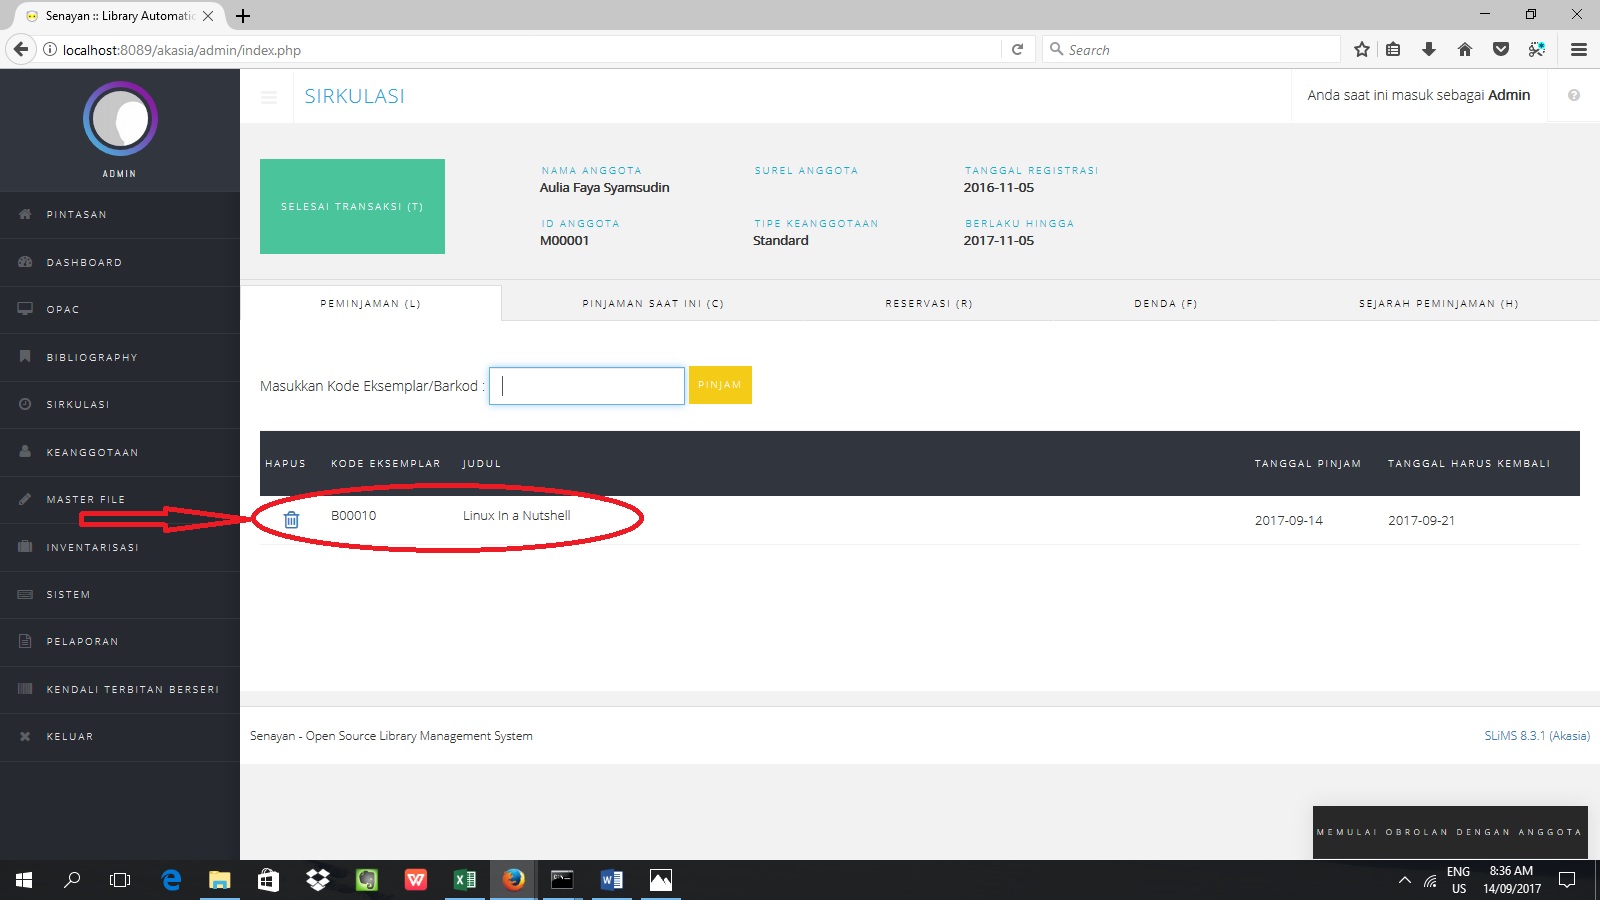 Senayan :: Library Automatic
localhost:8089/akasia/admin/index.php
Search
ADMIN
PINTASAN
DASHBOARD
OPAC
BIBLIOGRAPHY
SIRKULASI
KEANGGOTAAN
MASTER FILE
INVENTARISASI
SISTEM
PELAPORAN
KENDALI TERBITAN BERSERI
KELUAR
SIRKULASI
Anda saat ini masuk sebagai Admin
SELESAI TRANSAKSI (T)
NAMA ANGGOTA SUREL ANGGOTA TANGGAL REGISTRASI
Aulia Faya Syamsudin 2016-11-05
ID ANGGOTA TIPE KEANGGOTAAN BERLAKU HINGGA
M00001 Standard 2017-11-05
PEMINJAMAN (L) PINJAMAN SAAT INI (C) RESERVASI (R) DENDA (F) SEJARAH PEMINJAMAN (H)
Masukkan Kode Eksemplar/Barkod : PINJAM
HAPUS KODE EKSEMPLAR JUDUL TANGGAL PINJAM TANGGAL HARUS KEMBALI
B00010 Linux In a Nutshell 2017-09-14 2017-09-21
Senayan - Open Source Library Management System SLiMS 8.3.1 (Akasia)
MEMULAI OBROLAN DENGAN ANGGOTA
ENG 8:36 AM
US 14/09/2017